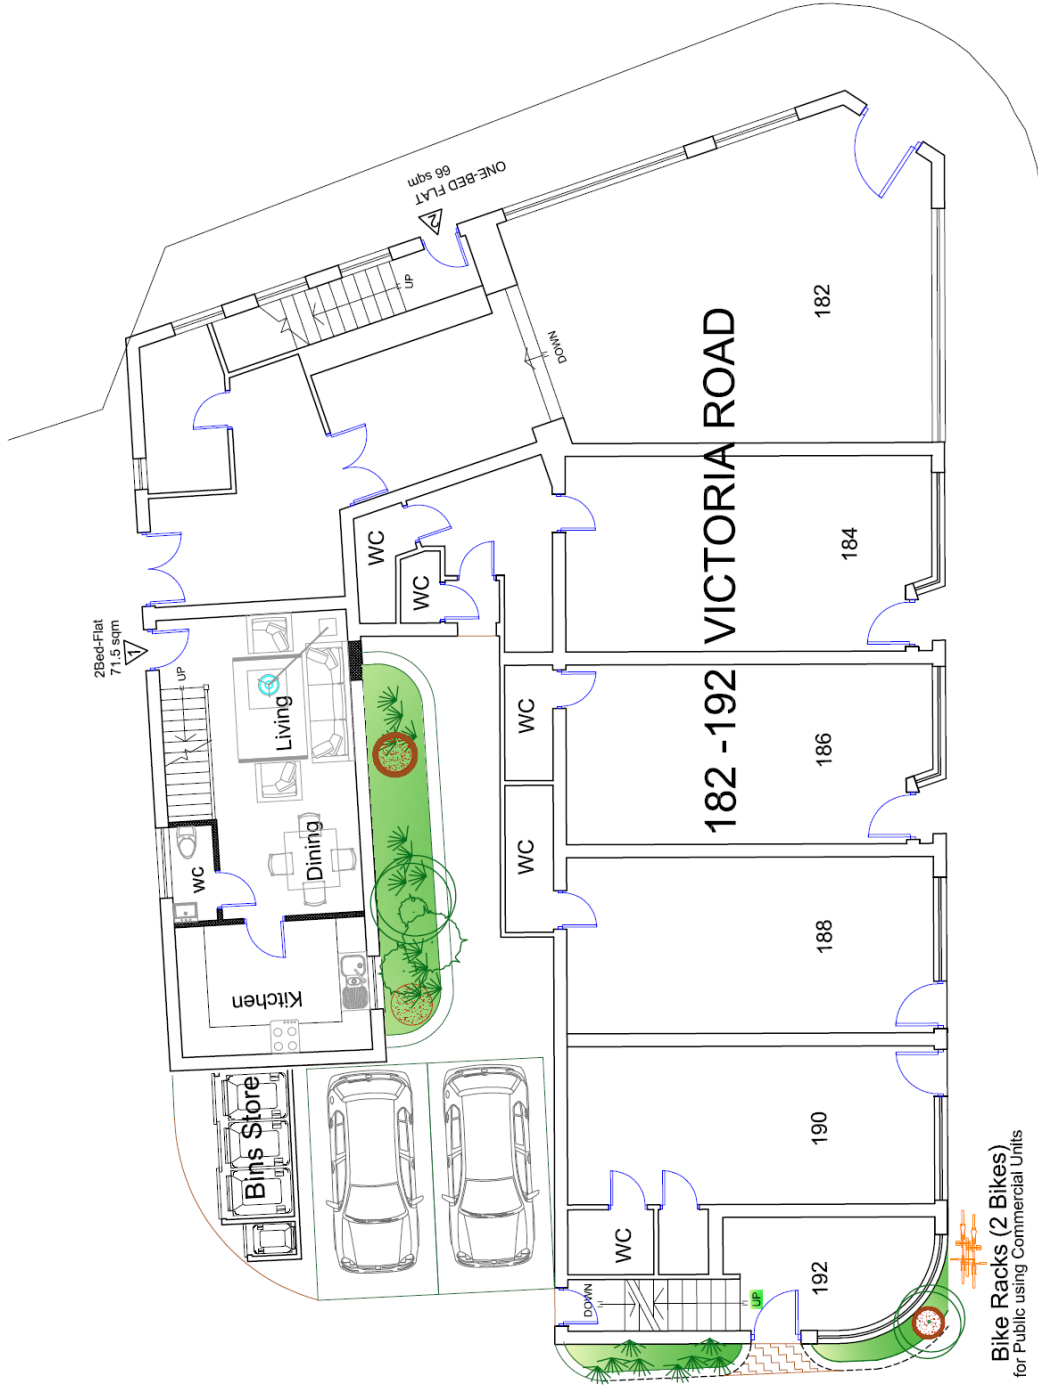 ONE-BED FLAT
66 sqm
2
UP
182
DOWN
182 -192 VICTORIA ROAD
184
WC
WC
2Bed-Flat
71.5 sqm
1
UP
Living
186
WC
Dining
WC
WC
188
Kitchen
Bins Store
190
WC
192
DOWN
UP
Bike Racks (2 Bikes)
for Public using Commercial Units